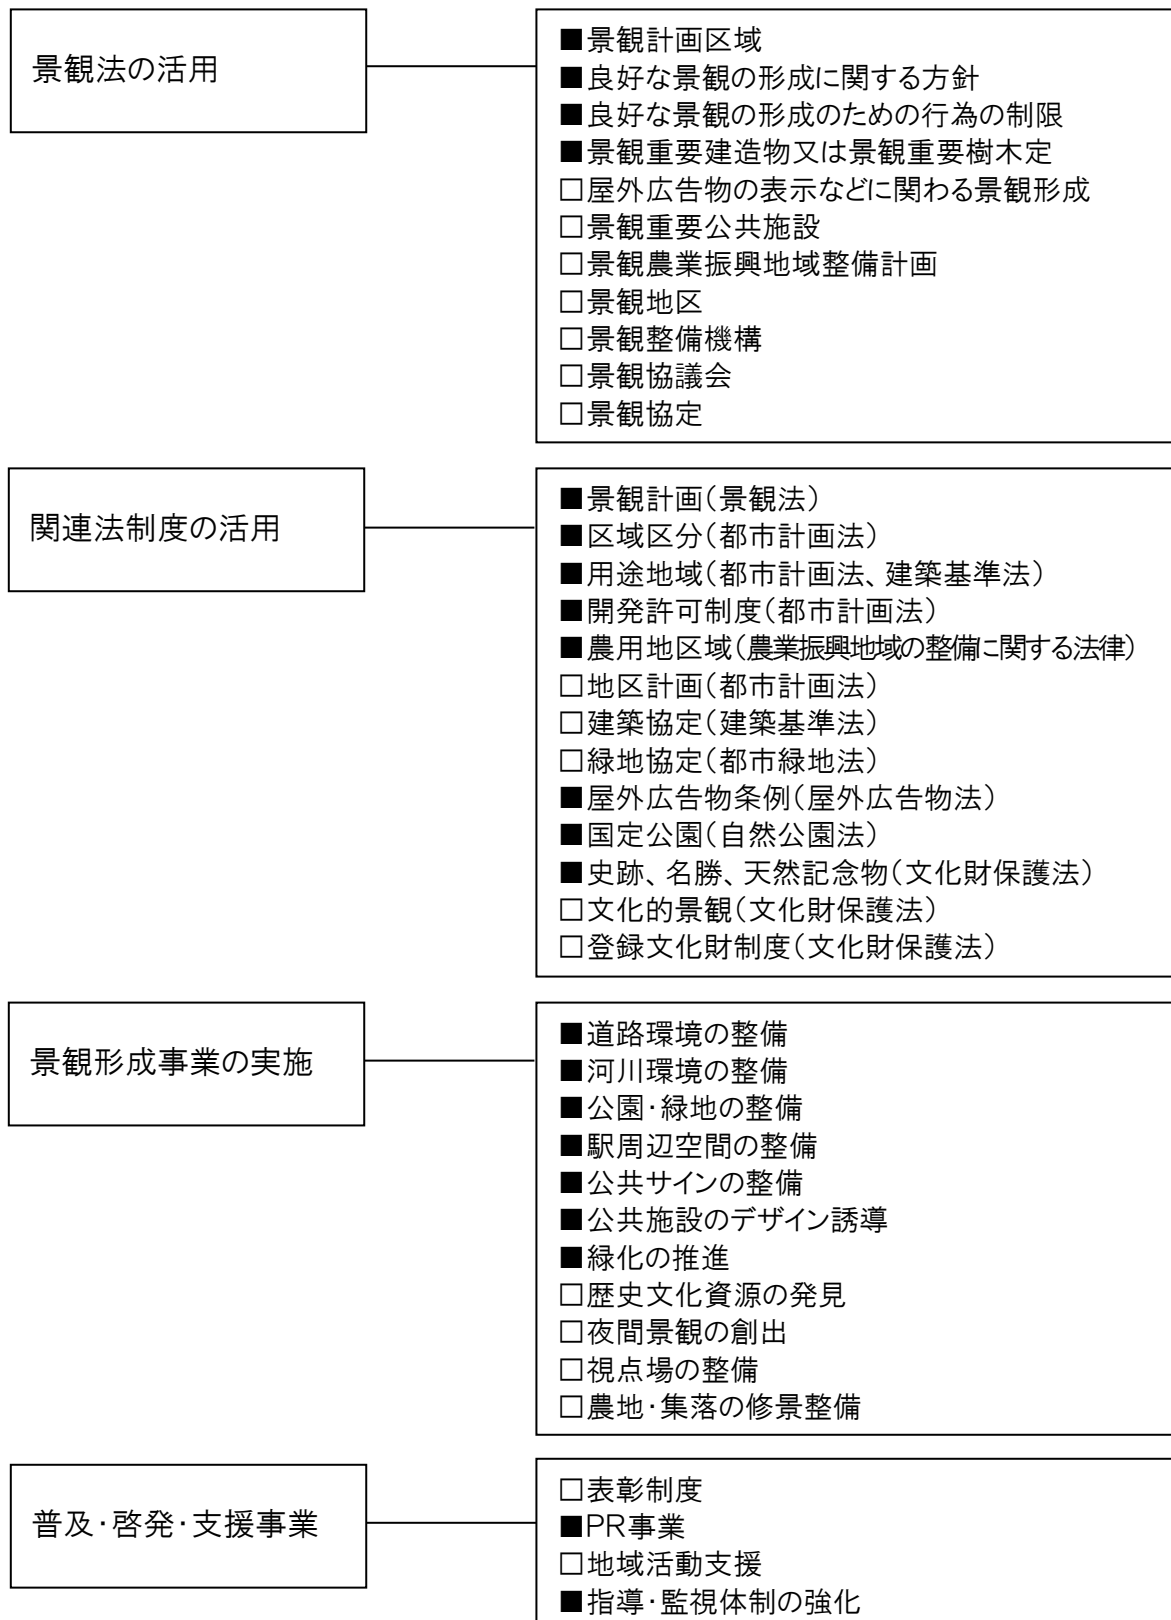 景観法の活用
■景観計画区域
■良好な景観の形成に関する方針
■良好な景観の形成のための行為の制限
■景観重要建造物又は景観重要樹木定
□屋外広告物の表示などに関わる景観形成
□景観重要公共施設
□景観農業振興地域整備計画
□景観地区
□景観整備機構
□景観協議会
□景観協定
関連法制度の活用
■景観計画(景観法)
■区域区分(都市計画法)
■用途地域(都市計画法、建築基準法)
■開発許可制度(都市計画法)
■農用地区域(農業振興地域の整備に関する法律)
□地区計画(都市計画法)
□建築協定(建築基準法)
□緑地協定(都市緑地法)
■屋外広告物条例(屋外広告物法)
■国定公園(自然公園法)
■史跡、名勝、天然記念物(文化財保護法)
□文化的景観(文化財保護法)
□登録文化財制度(文化財保護法)
景観形成事業の実施
■道路環境の整備
■河川環境の整備
■公園・緑地の整備
■駅周辺空間の整備
■公共サインの整備
■公共施設のデザイン誘導
■緑化の推進
□歴史文化資源の発見
□夜間景観の創出
□視点場の整備
□農地・集落の修景整備
普及・啓発・支援事業
□表彰制度
■PR事業
□地域活動支援
■指導・監視体制の強化